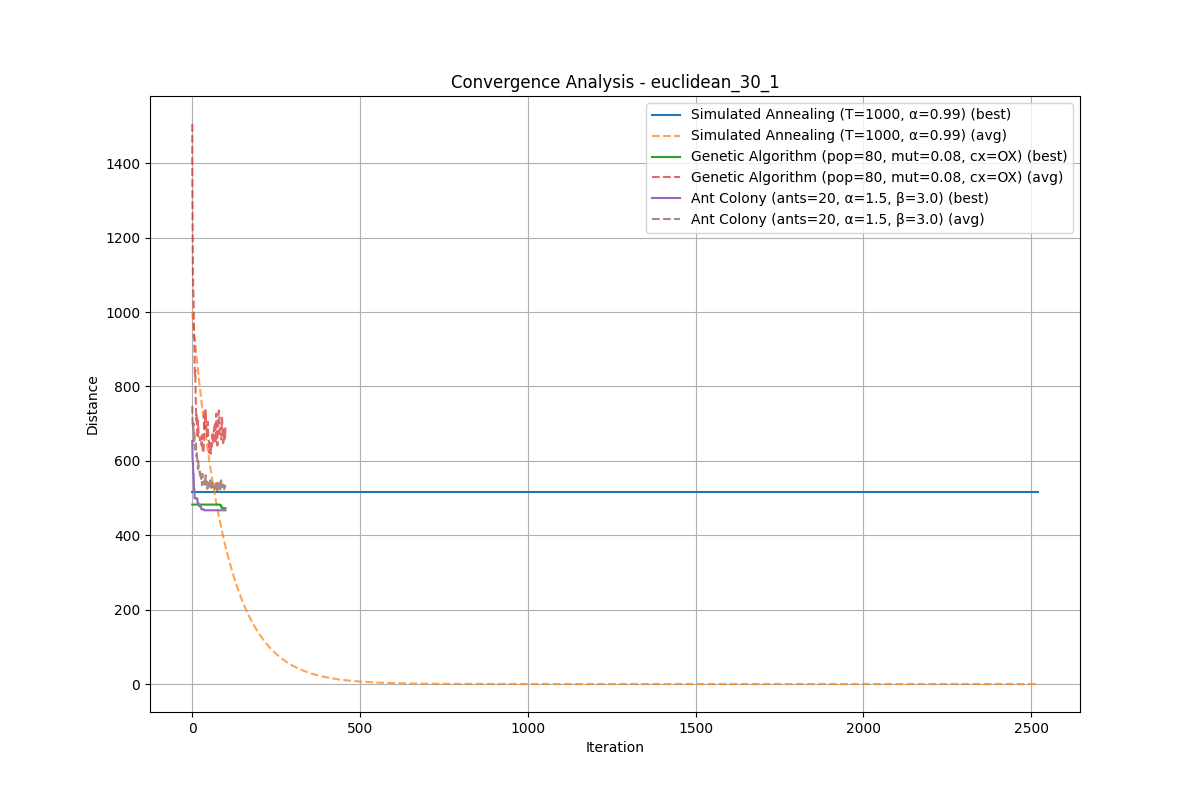 Convergence Analysis - euclidean_30_1
Simulated Annealing (T=1000, α=0.99) (best)
Simulated Annealing (T=1000, α=0.99) (avg)
Genetic Algorithm (pop=80, mut=0.08, cx=OX) (best)
Genetic Algorithm (pop=80, mut=0.08, cx=OX) (avg)
Ant Colony (ants=20, α=1.5, β=3.0) (best)
Ant Colony (ants=20, α=1.5, β=3.0) (avg)
Distance
1400
1200
1000
800
600
400
200
0
0 500 1000 1500 2000 2500
Iteration